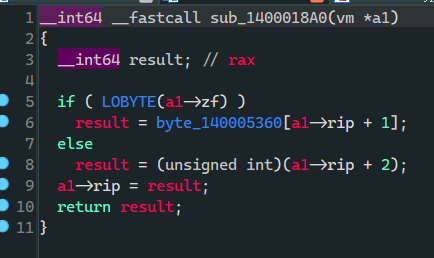 1 __int64 __fastcall sub_1400018A0(vm *a1)
2 {
3   __int64 result; // rax
4
5   if ( LOBYTE(a1→zf) )
6     result = byte_140005360[a1→rip + 1];
7   else
8     result = (unsigned int)(a1→rip + 2);
9   a1→rip = result;
10   return result;
11 }